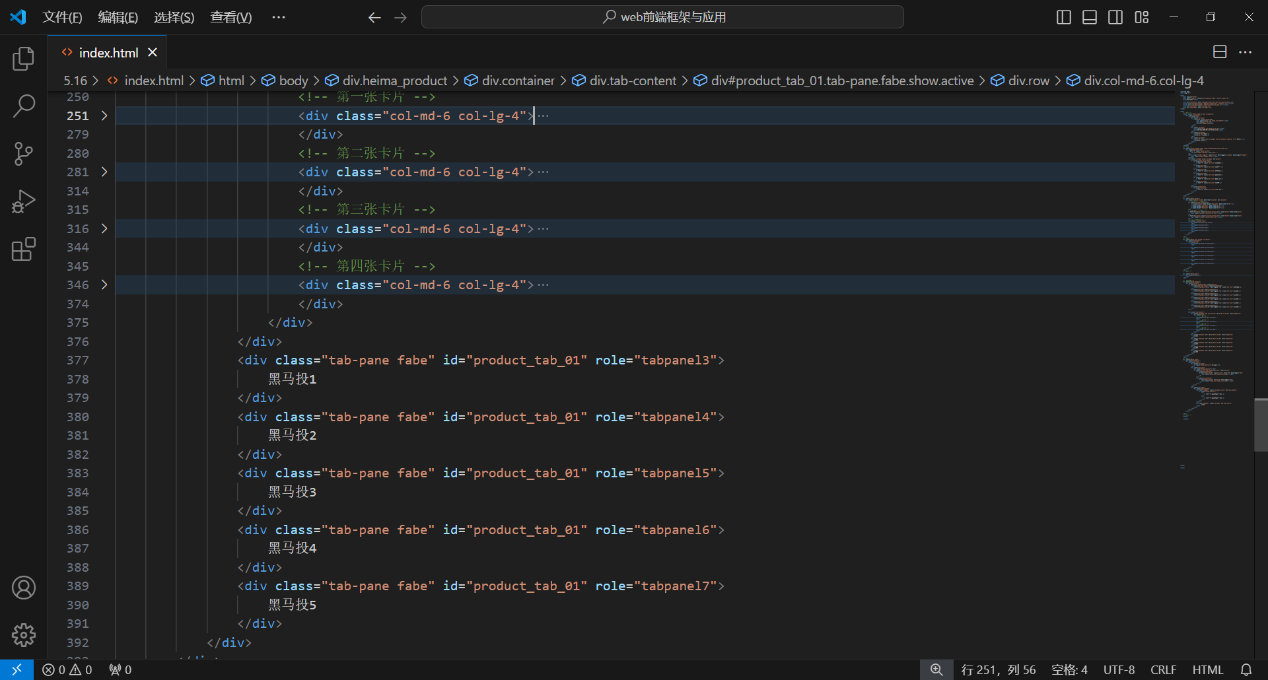 文件(F) 编辑(E) 选择(S) 查看(V) ··· web前端框架与应用
index.html
5.16 > index.html > html > body > div.heima_product > div.container > div.tab-content > div#product_tab_01.tab-pane.fabe.show.active > div.row > div.col-md-6.col-lg-4
250 <!-- 第一张卡片 -->
251 <div class="col-md-6 col-lg-4">···
279 </div>
280 <!-- 第二张卡片 -->
281 <div class="col-md-6 col-lg-4">···
314 </div>
315 <!-- 第三张卡片 -->
316 <div class="col-md-6 col-lg-4">···
344 </div>
345 <!-- 第四张卡片 -->
346 <div class="col-md-6 col-lg-4">···
374 </div>
375 </div>
376 </div>
377 <div class="tab-pane fabe" id="product_tab_01" role="tabpanel3">
378 黑马投1
379 </div>
380 <div class="tab-pane fabe" id="product_tab_01" role="tabpanel4">
381 黑马投2
382 </div>
383 <div class="tab-pane fabe" id="product_tab_01" role="tabpanel5">
384 黑马投3
385 </div>
386 <div class="tab-pane fabe" id="product_tab_01" role="tabpanel6">
387 黑马投4
388 </div>
389 <div class="tab-pane fabe" id="product_tab_01" role="tabpanel7">
390 黑马投5
391 </div>
392 </div>
0 0 0 行 251，列 56 空格: 4 UTF-8 CRLF HTML